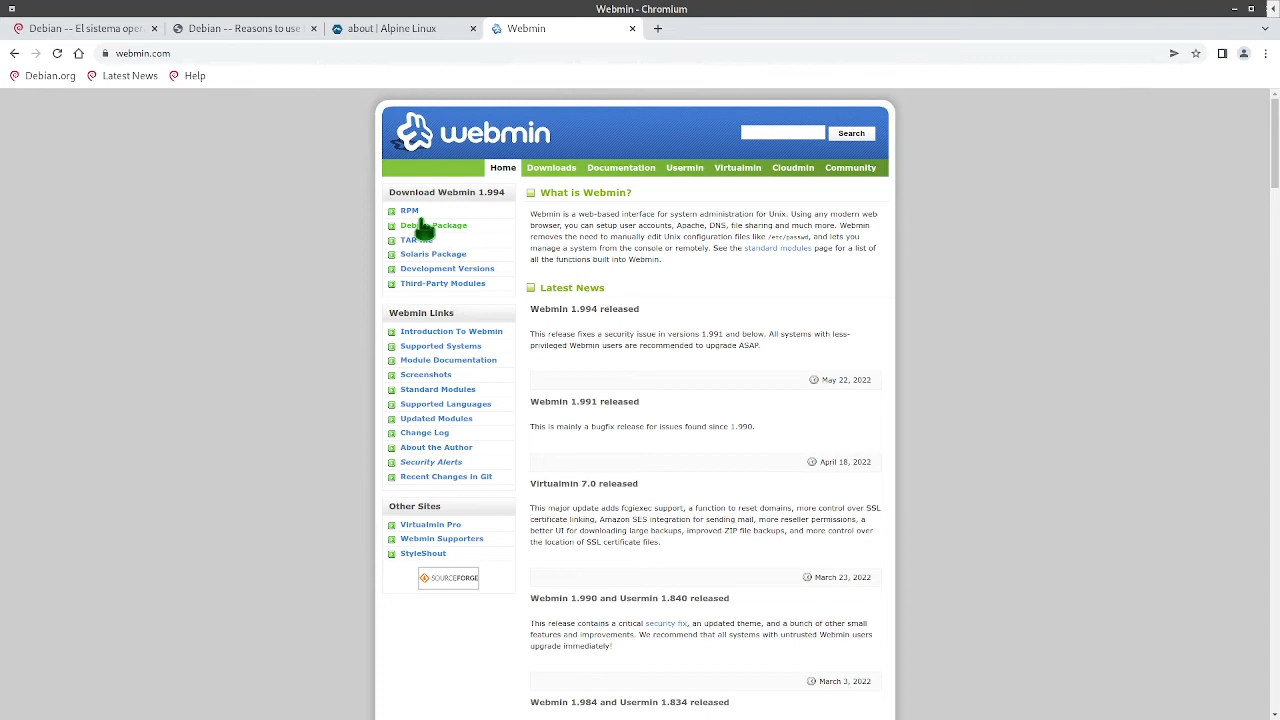 Webmin - Chromium
Debian -- El sistema oper
Debian -- Reasons to use
about | Alpine Linux
Webmin
webmin.com
Debian.org
Latest News
Help
webmin
Search
Home
Downloads
Documentation
Usermin
Virtualmin
Cloudmin
Community
Download Webmin 1.994
RPM
Package
TAR
Solaris Package
Development Versions
Third-Party Modules
Webmin Links
Introduction To Webmin
Supported Systems
Module Documentation
Screenshots
Standard Modules
Supported Languages
Updated Modules
Change Log
About the Author
Security Alerts
Recent Changes in Git
Other Sites
Virtualmin Pro
Webmin Supporters
StyleShout
SOURCEFORGE
What is Webmin?
Webmin is a web-based interface for system administration for Unix. Using any modern web
browser, you can setup user accounts, Apache, DNS, file sharing and much more. Webmin
removes the need to manually edit Unix configuration files like /etc/passwd, and lets you
manage a system from the console or remotely. See the standard modules page for a list of
all the functions built into Webmin.
Latest News
Webmin 1.994 released
This release fixes a security issue in versions 1.991 and below. All systems with less-
privileged Webmin users are recommended to upgrade ASAP.
May 22, 2022
Webmin 1.991 released
This is mainly a bugfix release for issues found since 1.990.
April 18, 2022
Virtualmin 7.0 released
This major update adds fcgiexec support, a function to reset domains, more control over SSL
certificate linking, Amazon SES integration for sending mail, more reseller permissions, a
better UI for downloading large backups, improved ZIP file backups, and more control over
the location of SSL certificate files.
March 23, 2022
Webmin 1.990 and Usermin 1.840 released
This release contains a critical security fix, an updated theme, and a bunch of other small
features and improvements. We recommend that all systems with untrusted Webmin users
upgrade immediately!
March 3, 2022
Webmin 1.984 and Usermin 1.834 released